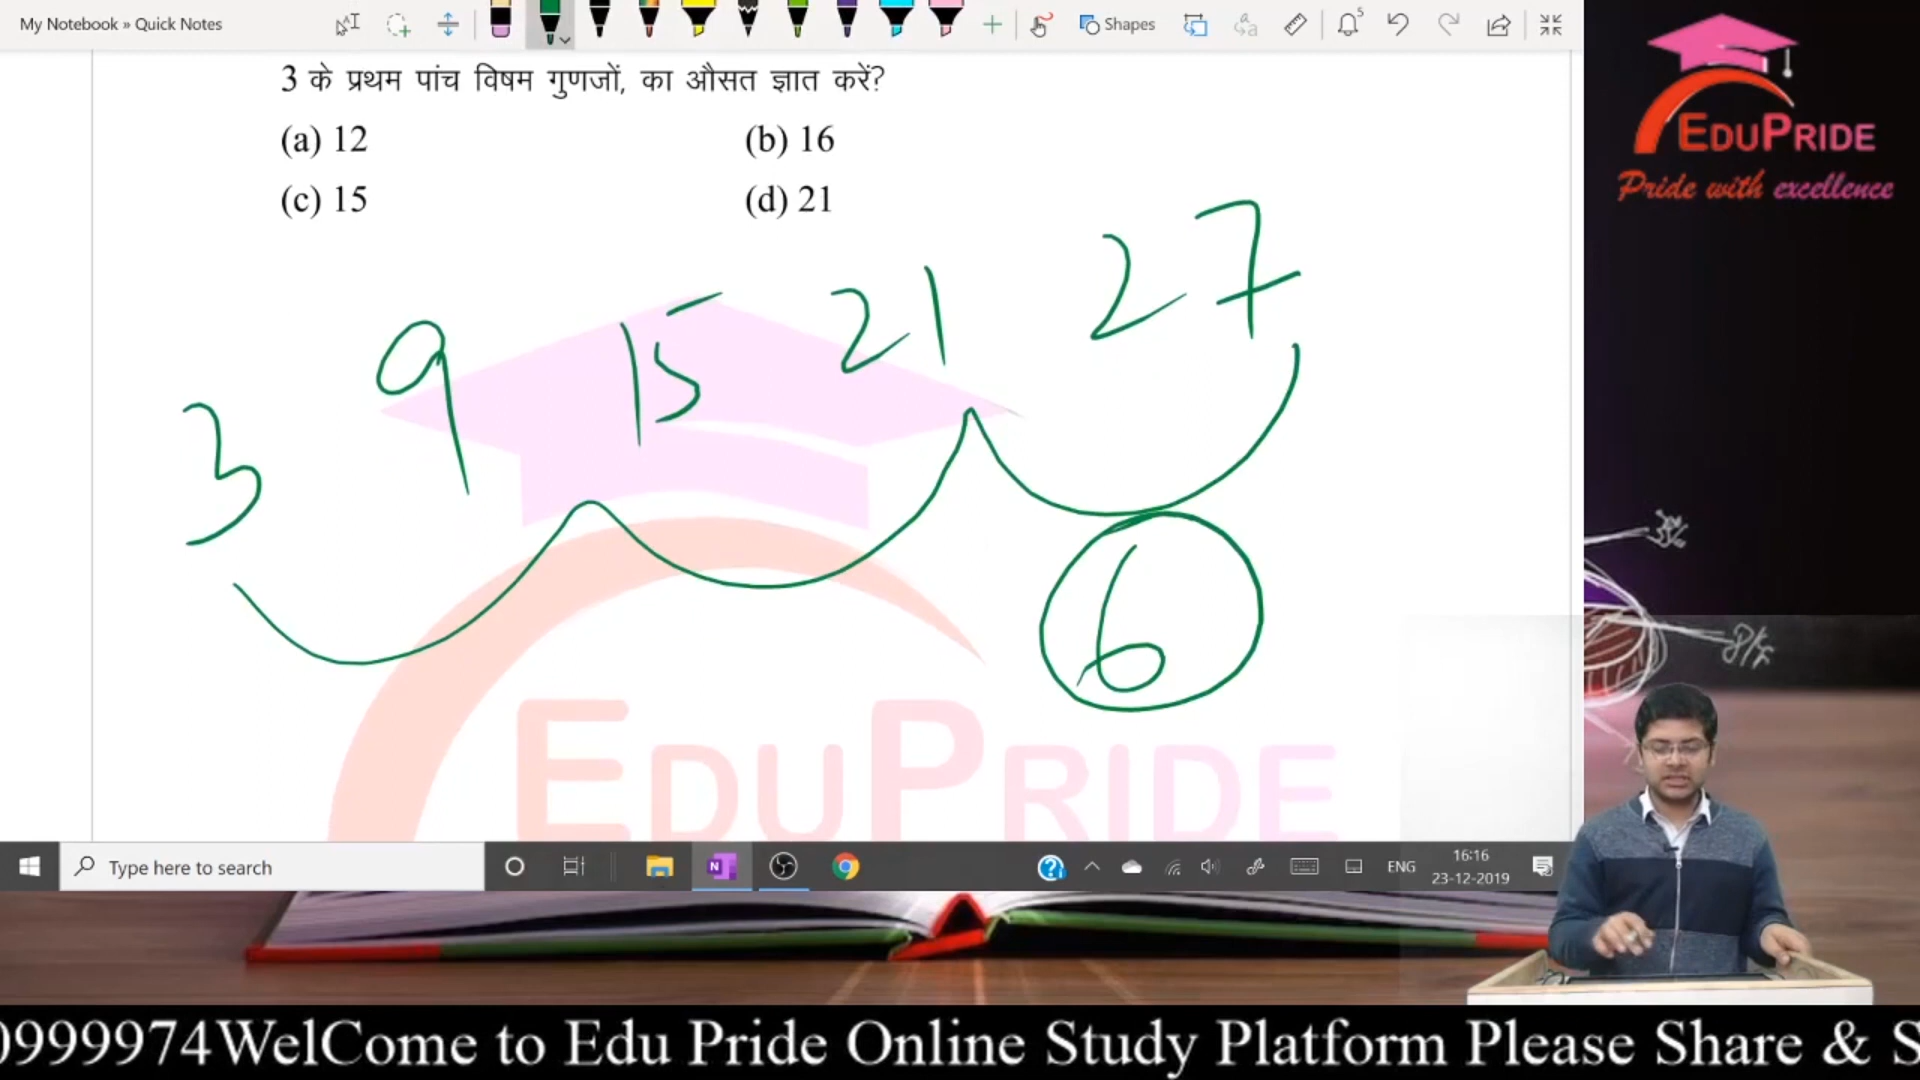 My Notebook » Quick Notes
Shapes
5
3 के प्रथम पांच विषम गुणजों, का औसत ज्ञात करें?
(a) 12 (b) 16
(c) 15 (d) 21
3 9 15 21 27
6
EDUPRIDE
EDUPRIDE
Pride with excellence
Type here to search
ENG
16:16
23-12-2019
0999974WelCome to Edu Pride Online Study Platform Please Share & S